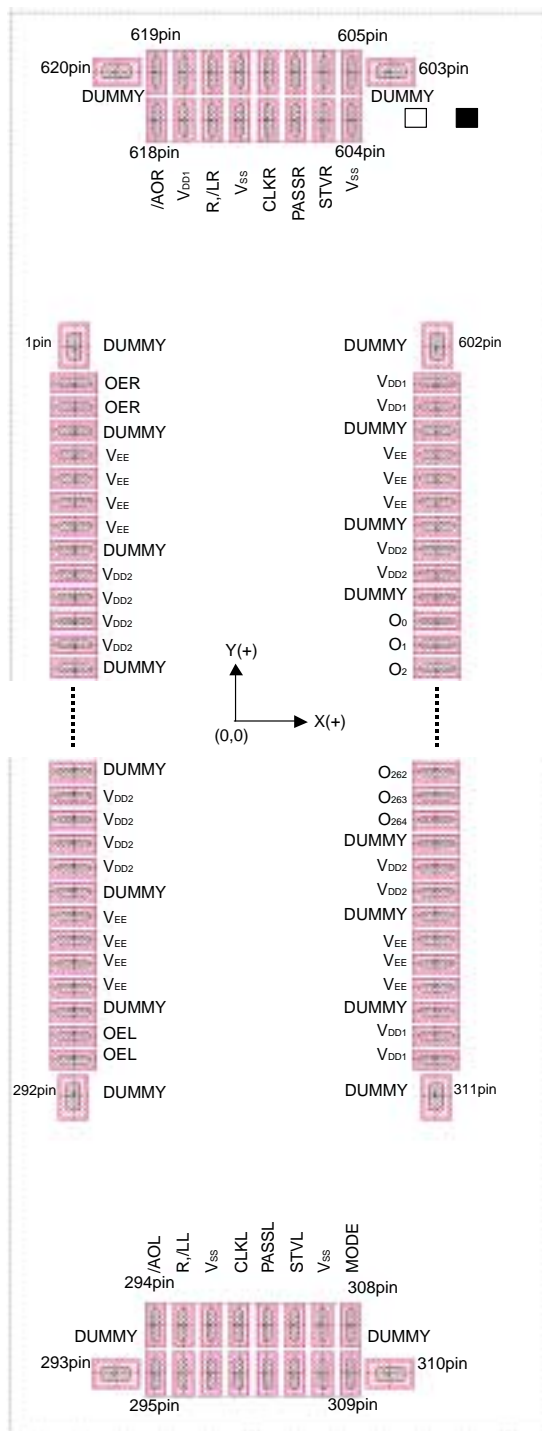 619pin 605pin
620pin 603pin
DUMMY DUMMY
618pin 604pin
/AOR VDD1 R,/LR Vss CLKR PASSR STVR Vss
1pin DUMMY DUMMY 602pin
OER VDD1
OER VDD1
DUMMY DUMMY
VEE VEE
VEE VEE
VEE VEE
VEE DUMMY
DUMMY VDD2
VDD2 VDD2
VDD2 DUMMY
VDD2 O0
VDD2 O1
DUMMY O2
Y(+)
X(+)
(0,0)
DUMMY O262
VDD2 O263
VDD2 O264
VDD2 DUMMY
VDD2 VDD2
DUMMY VDD2
VEE DUMMY
VEE VEE
VEE VEE
VEE VEE
DUMMY DUMMY
OEL VDD1
OEL VDD1
292pin DUMMY DUMMY 311pin
/AOL R,/LL Vss CLKL PASSL STVL Vss MODE
294pin 308pin
DUMMY DUMMY
293pin 310pin
295pin 309pin